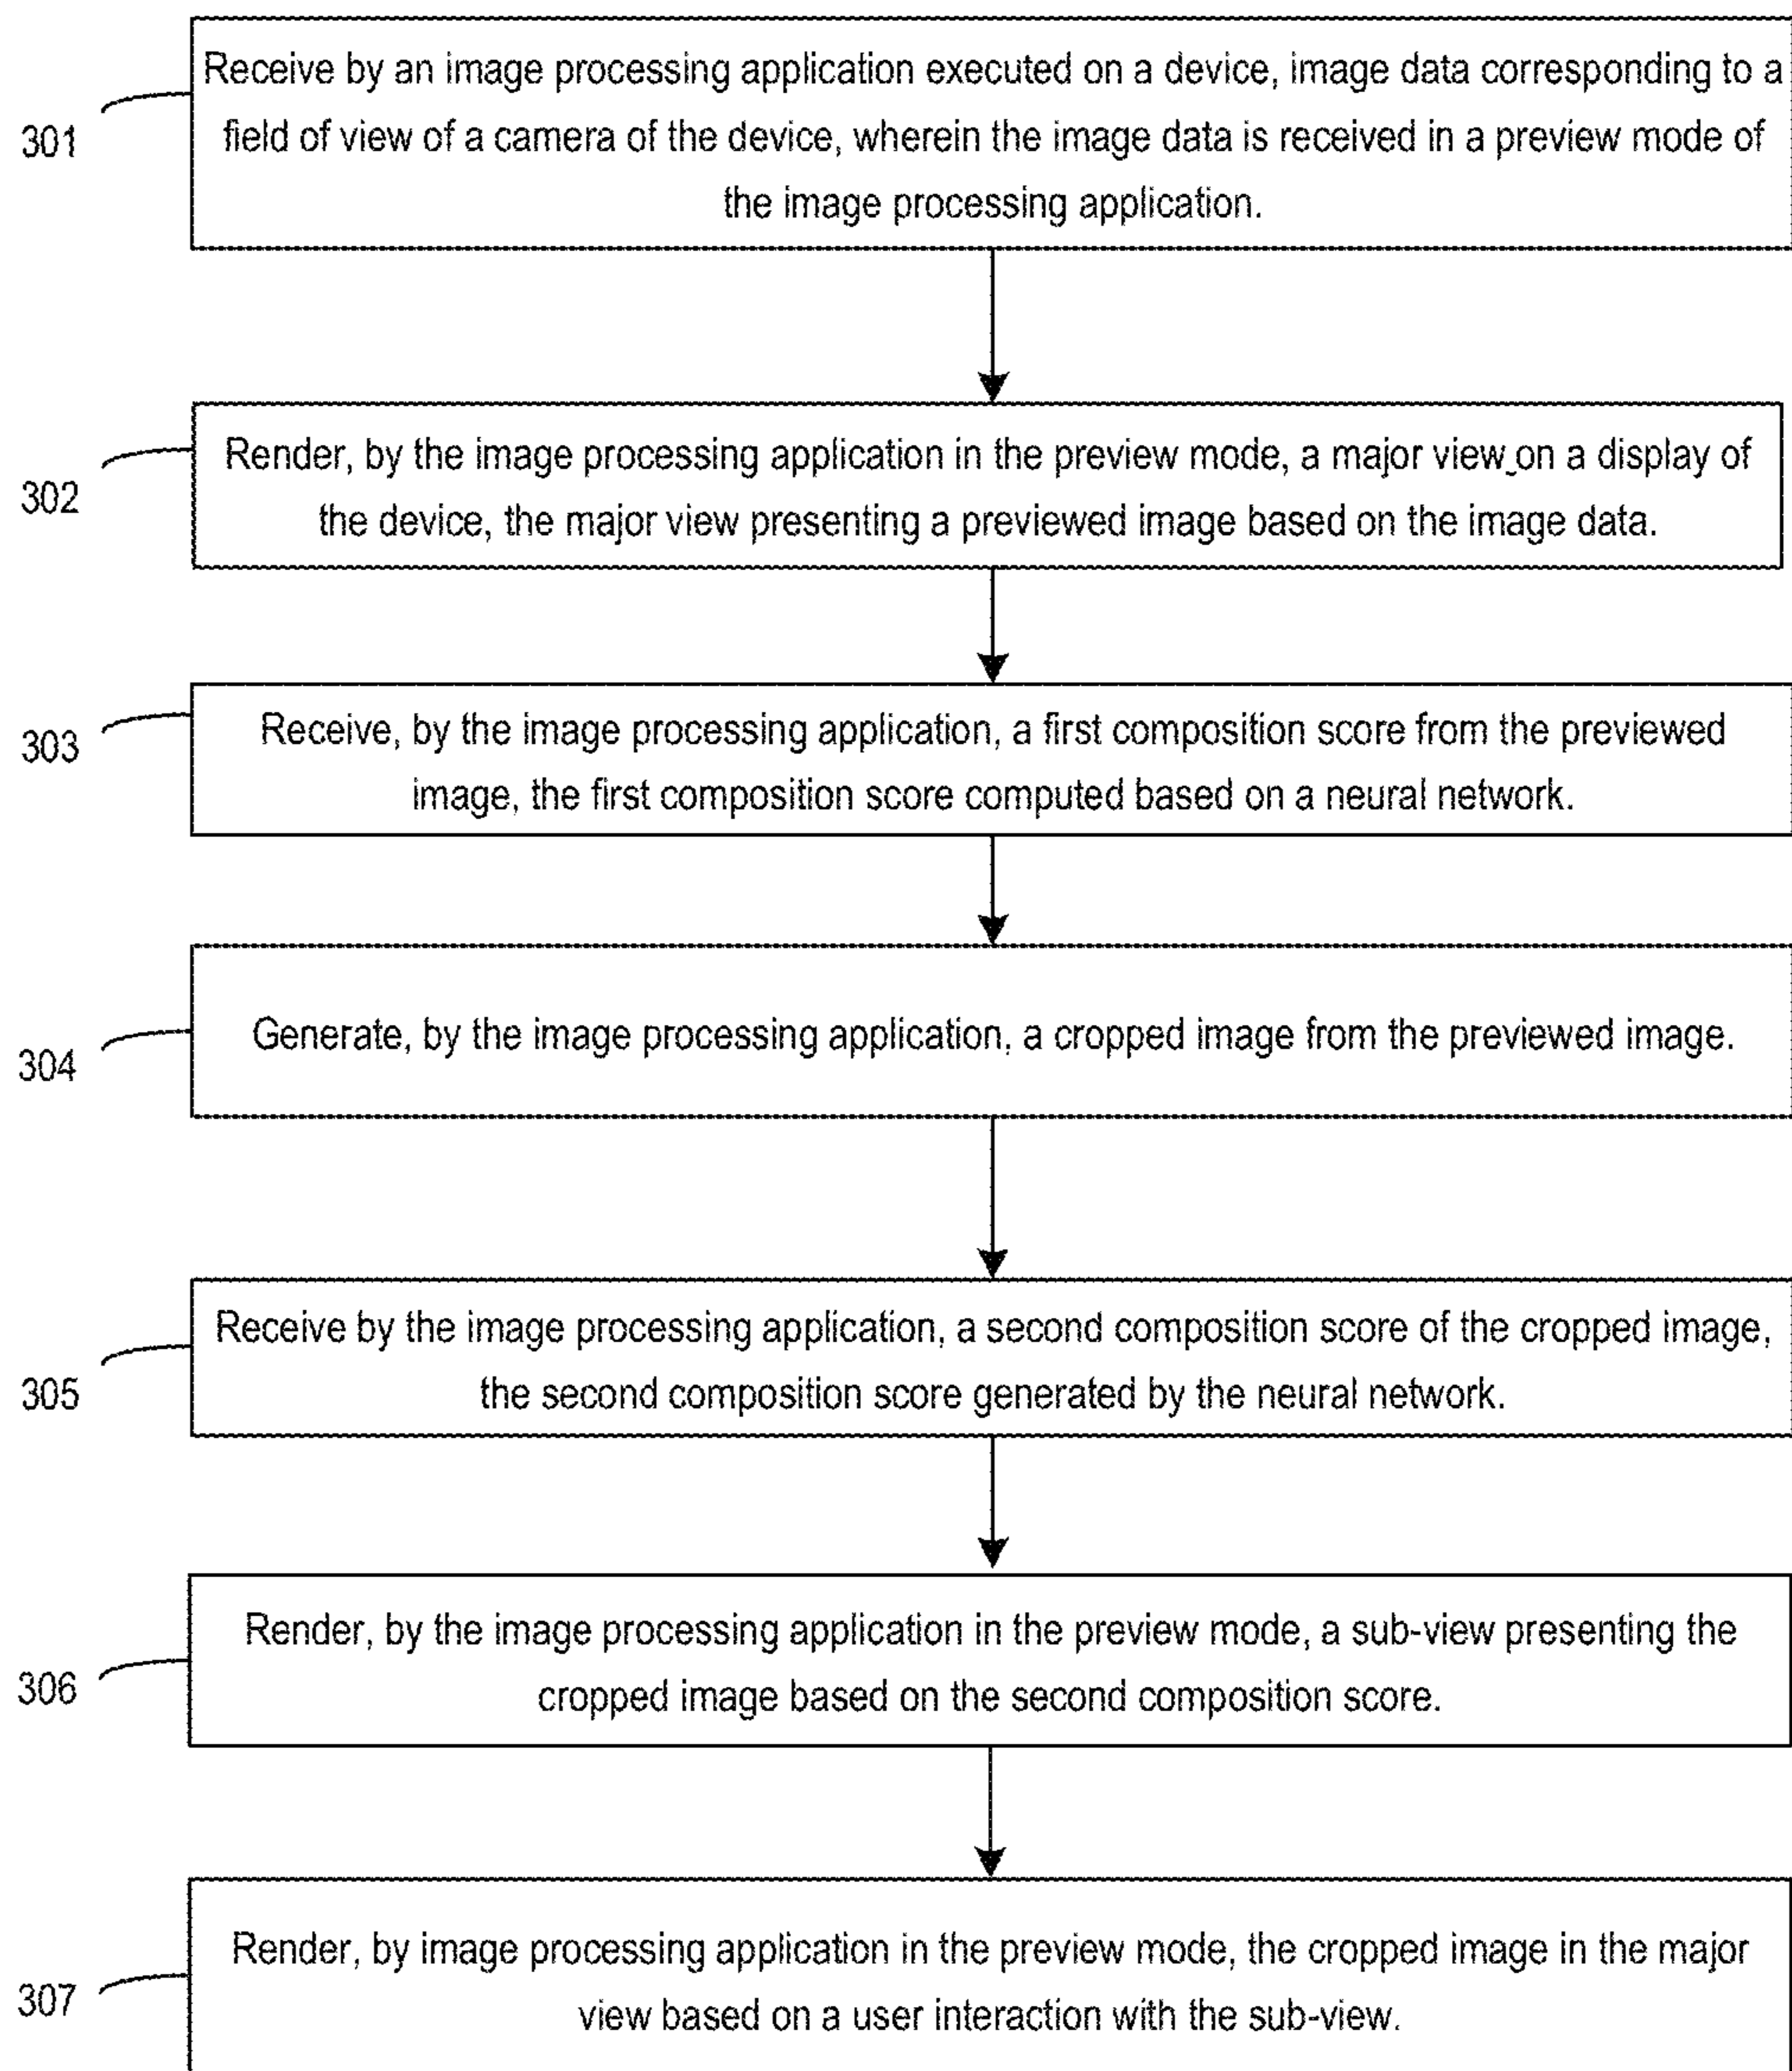 Receive by an image processing application executed on a device, image data corresponding to a
field of view of a camera of the device, wherein the image data is received in a preview mode of
the image processing application.
301
Render, by the image processing application in the preview mode, a major view on a display of
the device, the major view presenting a previewed image based on the image data.
302
Receive, by the image processing application, a first composition score from the previewed
image, the first composition score computed based on a neural network.
303
Generate, by the image processing application, a cropped image from the previewed image.
304
Receive by the image processing application, a second composition score of the cropped image,
the second composition score generated by the neural network.
305
Render, by the image processing application in the preview mode, a sub-view presenting the
cropped image based on the second composition score.
306
Render, by image processing application in the preview mode, the cropped image in the major
view based on a user interaction with the sub-view.
307